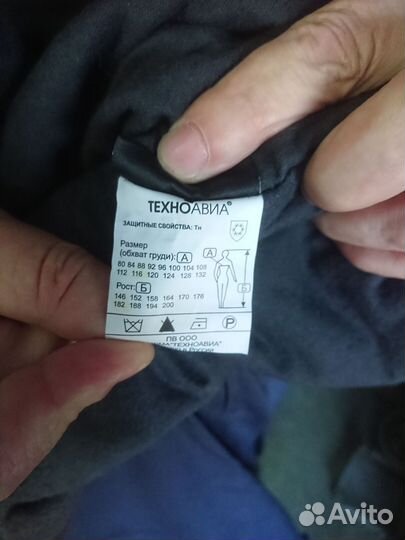 ТЕХНОАВИА®
ЗАЩИТНЫЕ СВОЙСТВА: Тн
Размер
(обхват груди): А
А
80 84 88 92 96 100 104 108
112 116 120 124 128 132
Рост: Б
Б
146 152 158 164 170 176
182 188 194 200
P
ПВ ООО
"ТЕХНОАВИА"
в России
Avito